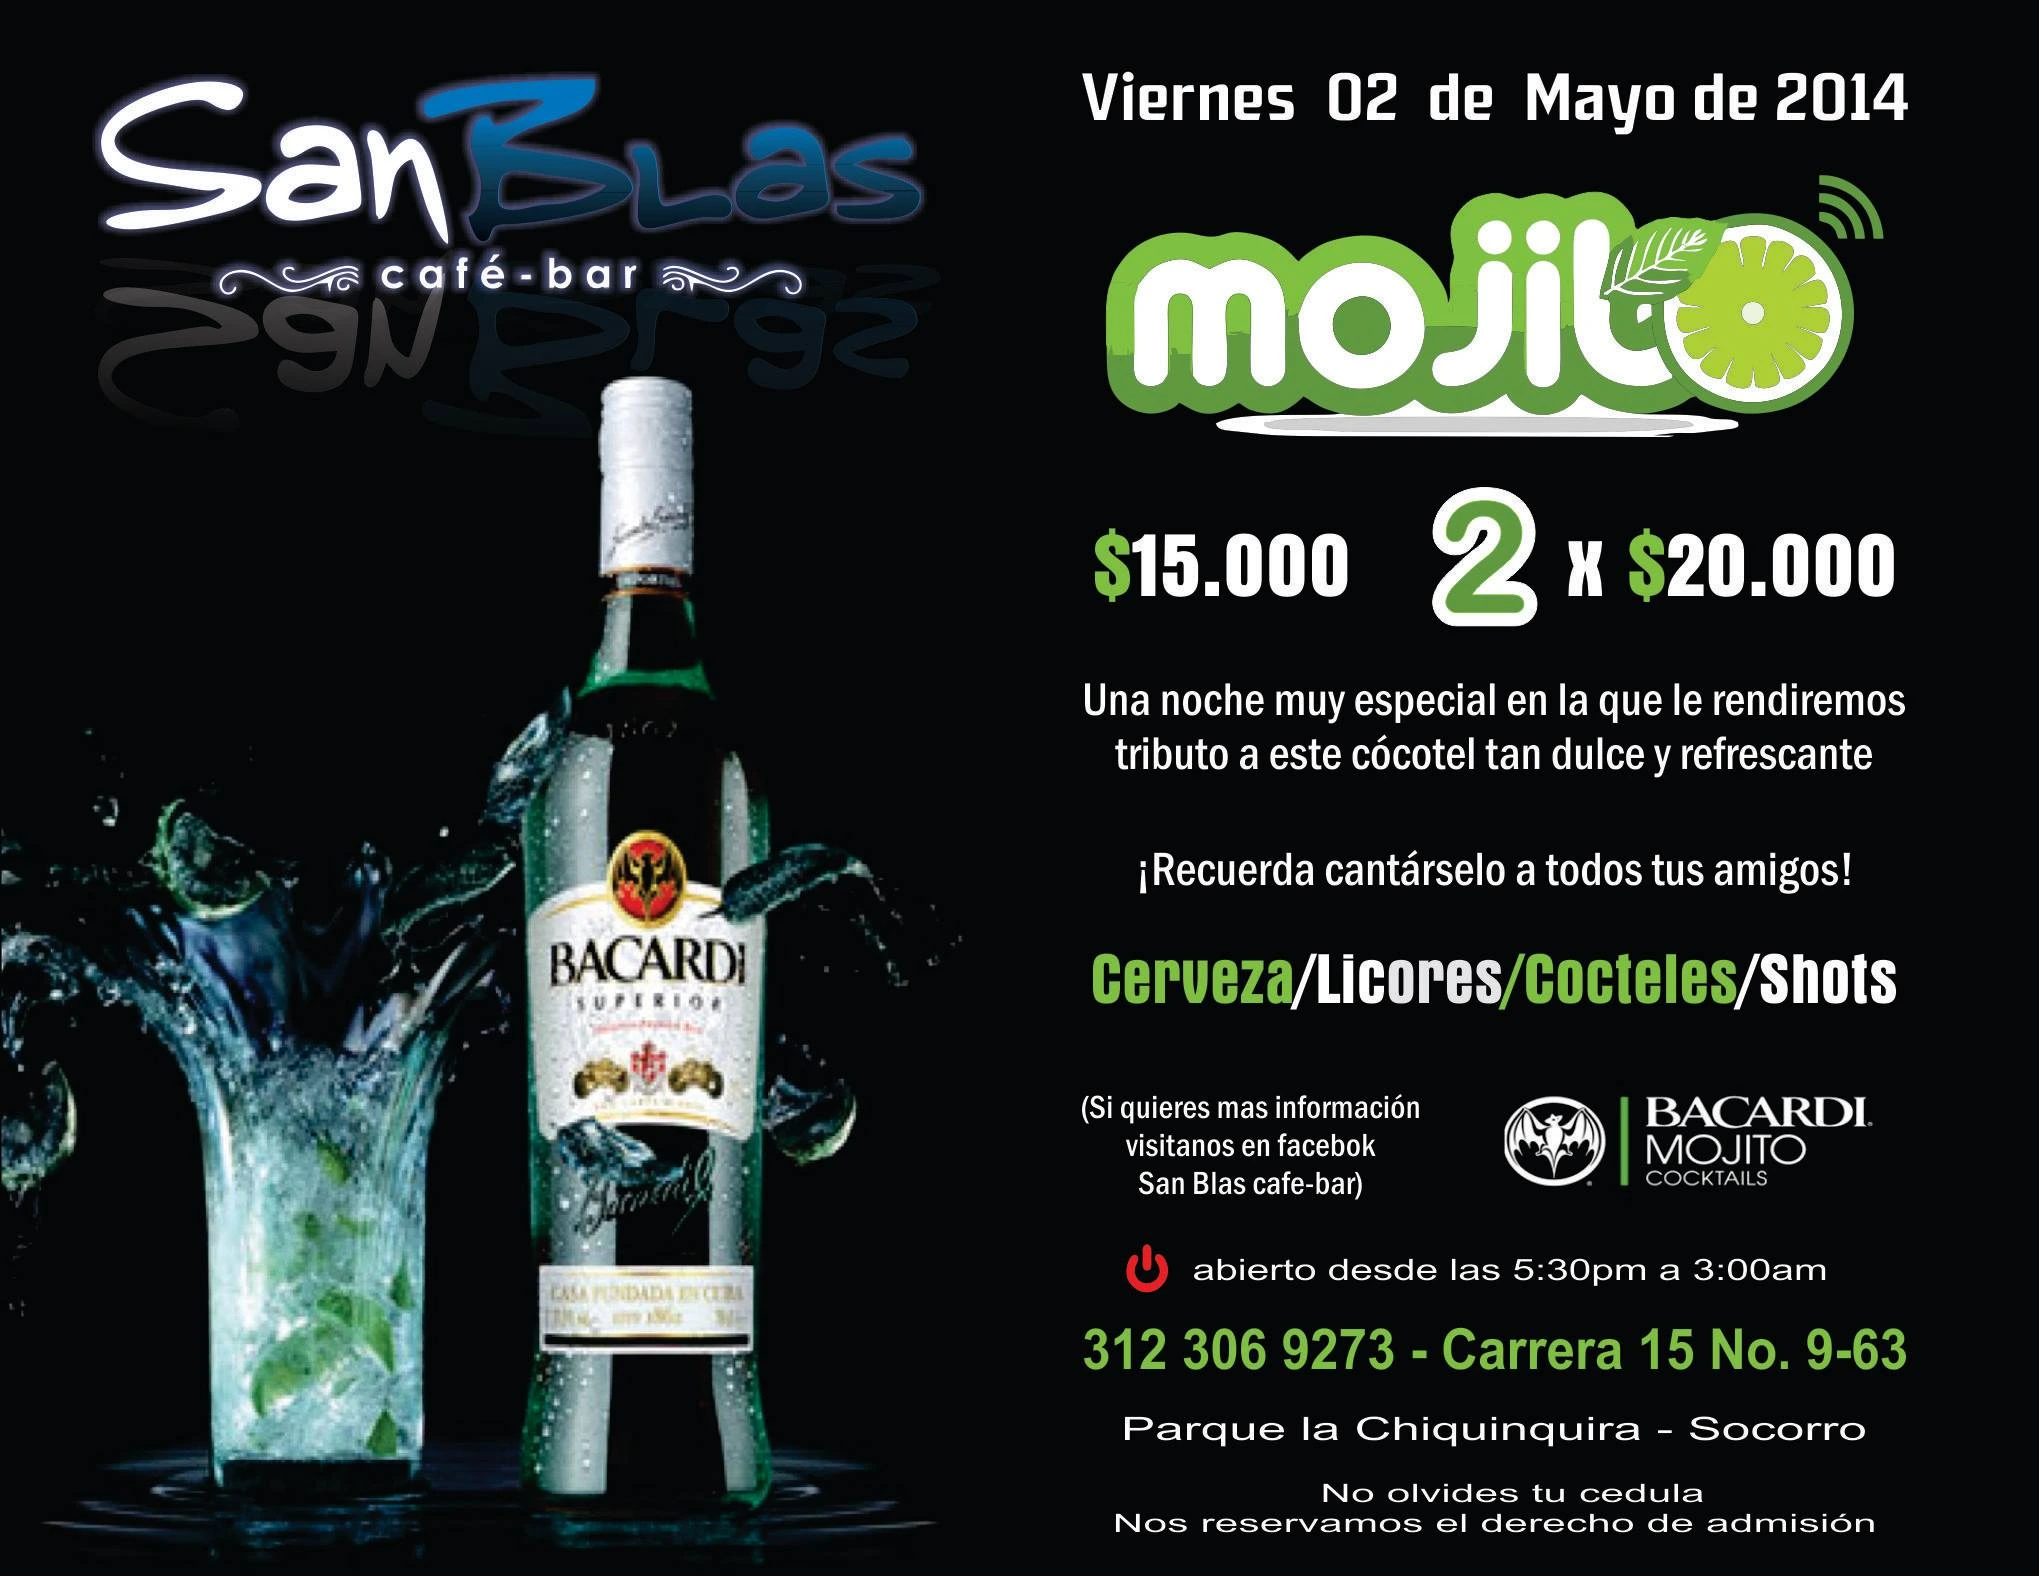 San Blas
café-bar
Viernes 02 de Mayo de 2014
mojito
$15.000 2 x $20.000
Una noche muy especial en la que le rendiremos
tributo a este cócotel tan dulce y refrescante
¡Recuerda cantárselo a todos tus amigos!
Cerveza/Licores/Cocteles/Shots
(Si quieres mas información
visitanos en facebok
San Blas cafe-bar)
BACARDI
MOJITO
COCKTAILS
abierto desde las 5:30pm a 3:00am
312 306 9273 - Carrera 15 No. 9-63
Parque la Chiquinquira - Socorro
No olvides tu cedula
Nos reservamos el derecho de admisión
BACARDI
SUPERIOR
CASA FUNDADA EN CUBA